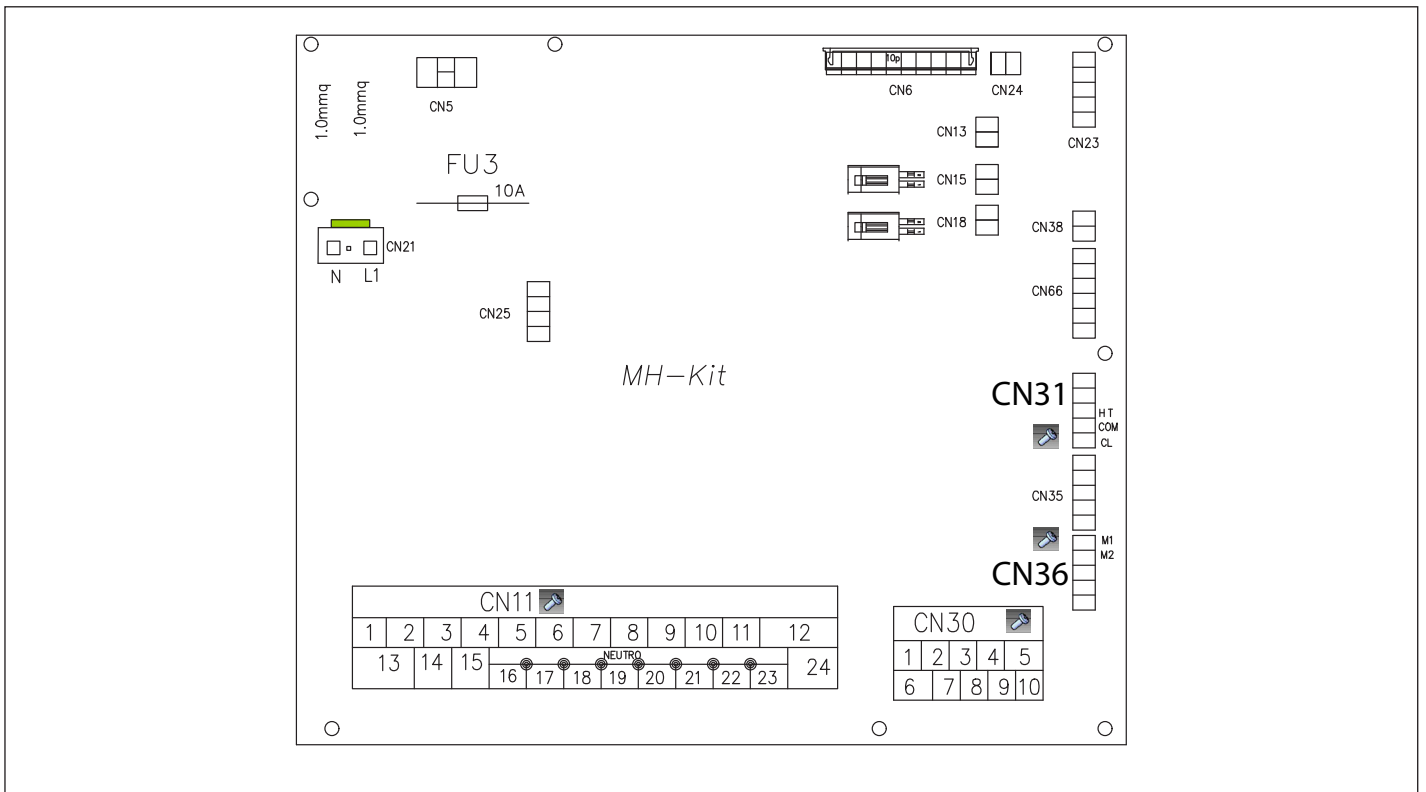 10p
CN6
CN24
CN5
1.0mmq
1.0mmq
CN13
CN23
FU3
10A
CN15
CN18
CN38
CN21
N L1
CN66
CN25
MH-Kit
CN31
HT
COM
CL
CN35
M1
M2
CN36
CN11
1 2 3 4 5 6 7 8 9 10 11 12
13 14 15 NEUTRO 24
16 17 18 19 20 21 22 23
CN30
1 2 3 4 5
6 7 8 9 10